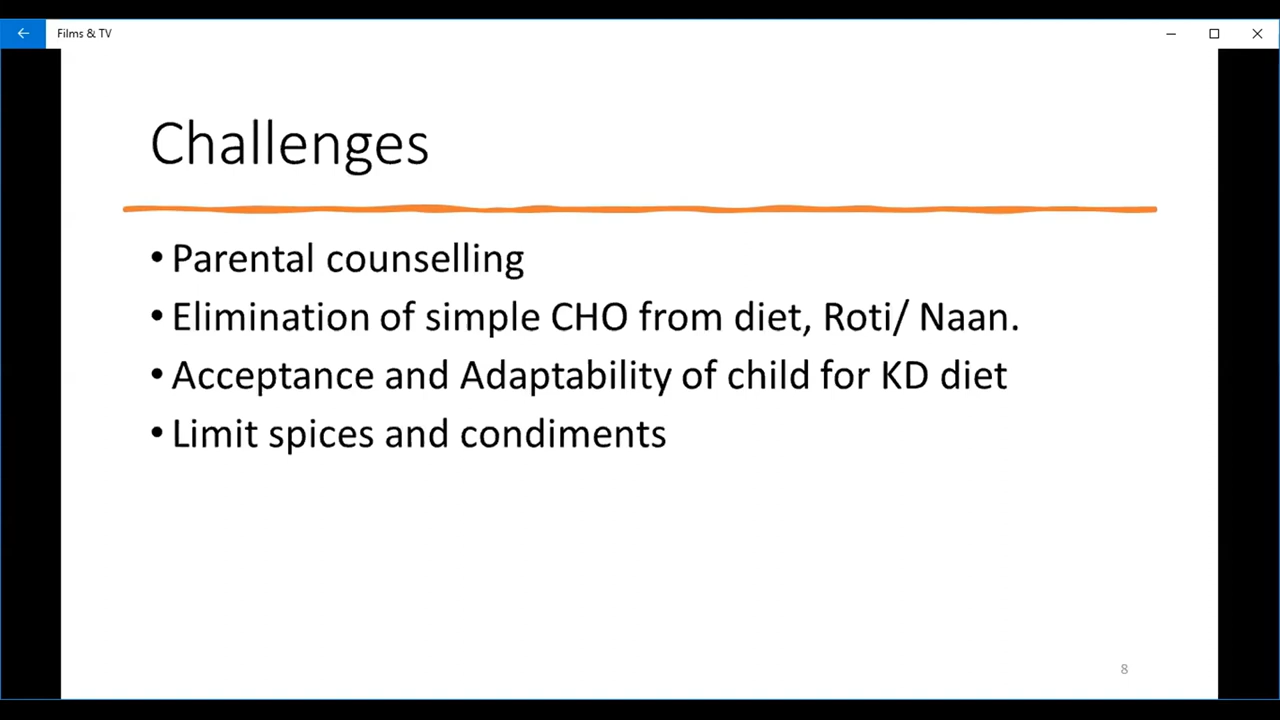 Films & TV
Challenges
• Parental counselling
• Elimination of simple CHO from diet, Roti/ Naan.
• Acceptance and Adaptability of child for KD diet
• Limit spices and condiments
8